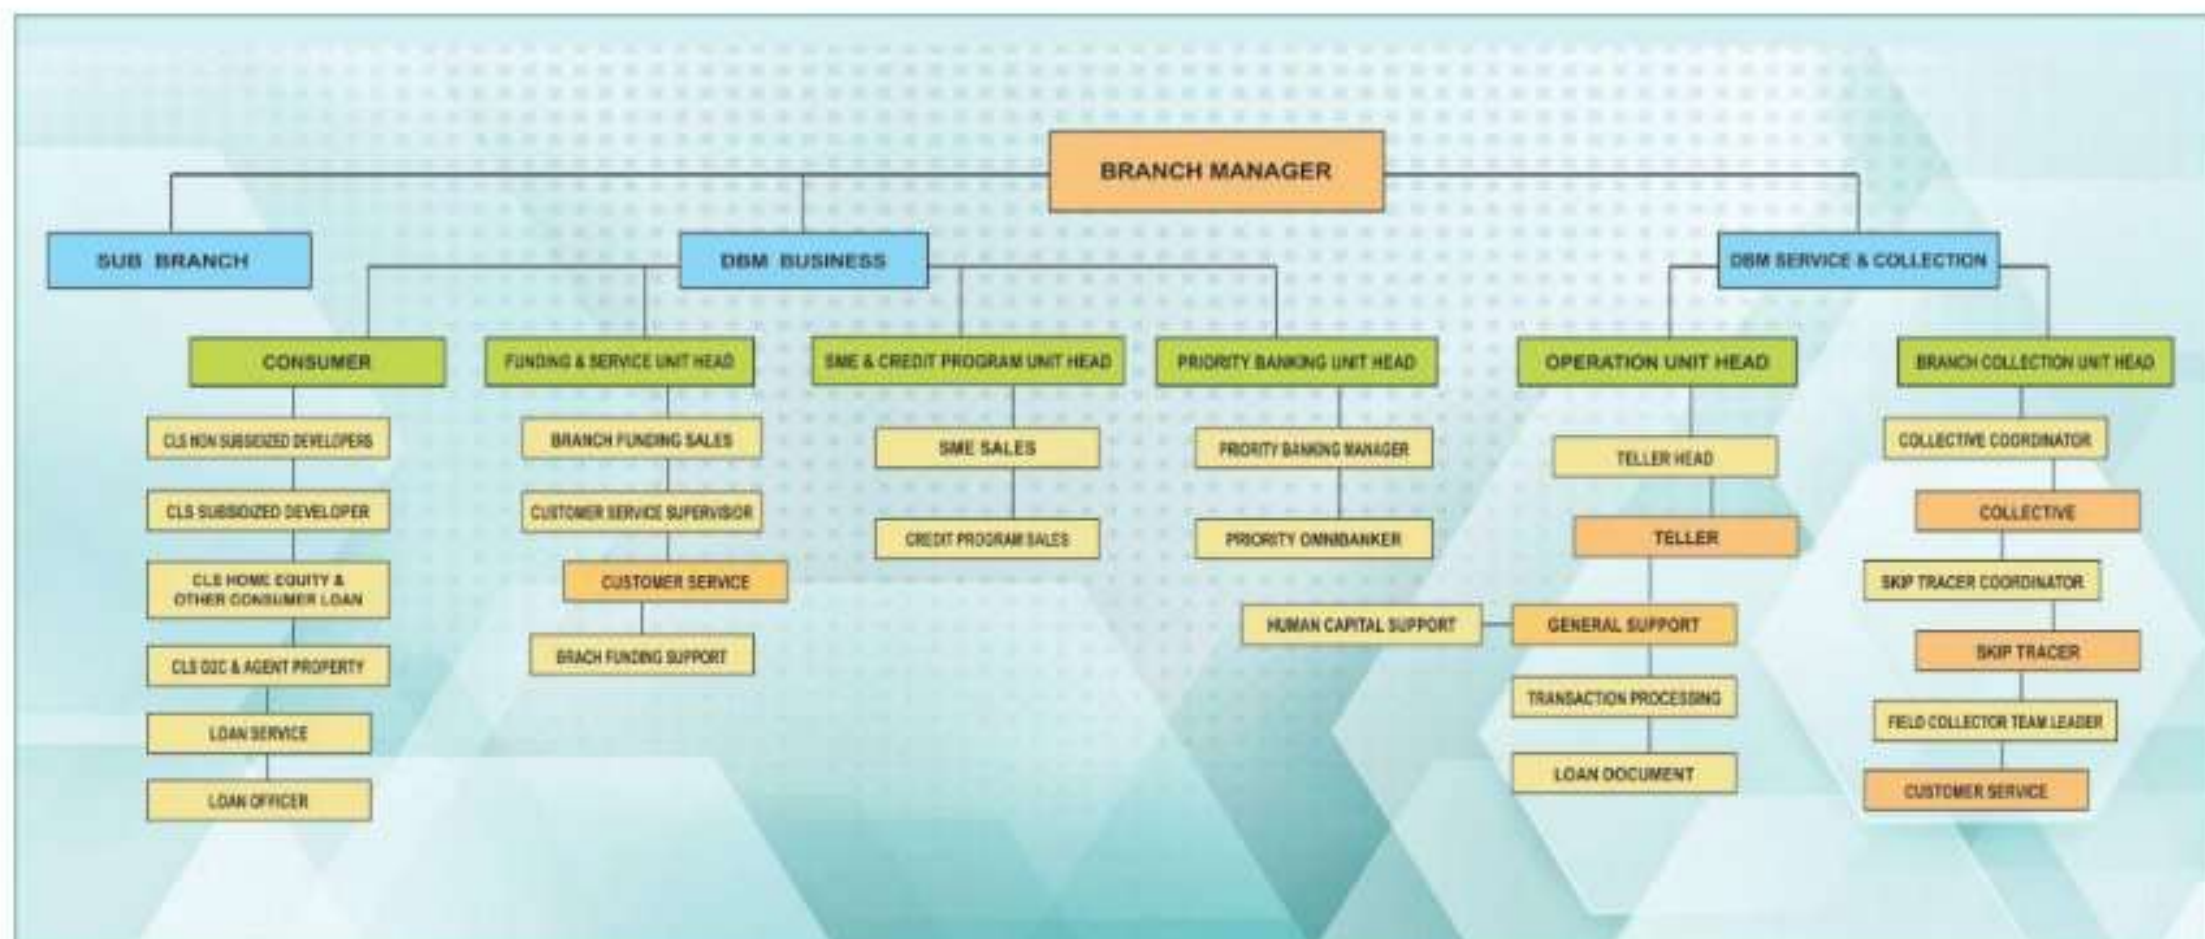 BRANCH MANAGER
SUB BRANCH
DBM BUSINESS
DBM SERVICE & COLLECTION
CONSUMER
FUNDING & SERVICE UNIT HEAD
SME & CREDIT PROGRAM UNIT HEAD
PRIORITY BANKING UNIT HEAD
OPERATION UNIT HEAD
BRANCH COLLECTION UNIT HEAD
CLS NON SUBSIDIZED DEVELOPERS
CLS SUBSIDIZED DEVELOPER
CLS HOME EQUITY &
OTHER CONSUMER LOAN
CLS D2C & AGENT PROPERTY
LOAN SERVICE
LOAN OFFICER
BRANCH FUNDING SALES
CUSTOMER SERVICE SUPERVISIOR
CUSTOMER SERVICE
BRACH FUNDING SUPPORT
SME SALES
CREDIT PROGRAM SALES
PRIORITY BANKING MANAGER
PRIORITY OMNIBANKER
TELLER HEAD
TELLER
HUMAN CAPITAL SUPPORT
GENERAL SUPPORT
TRANSACTION PROCESSING
LOAN DOCUMENT
COLLECTIVE COORDINATOR
COLLECTIVE
SKIP TRACER COORDINATOR
SKIP TRACER
FIELD COLLECTOR TEAM LEADER
CUSTOMER SERVICE